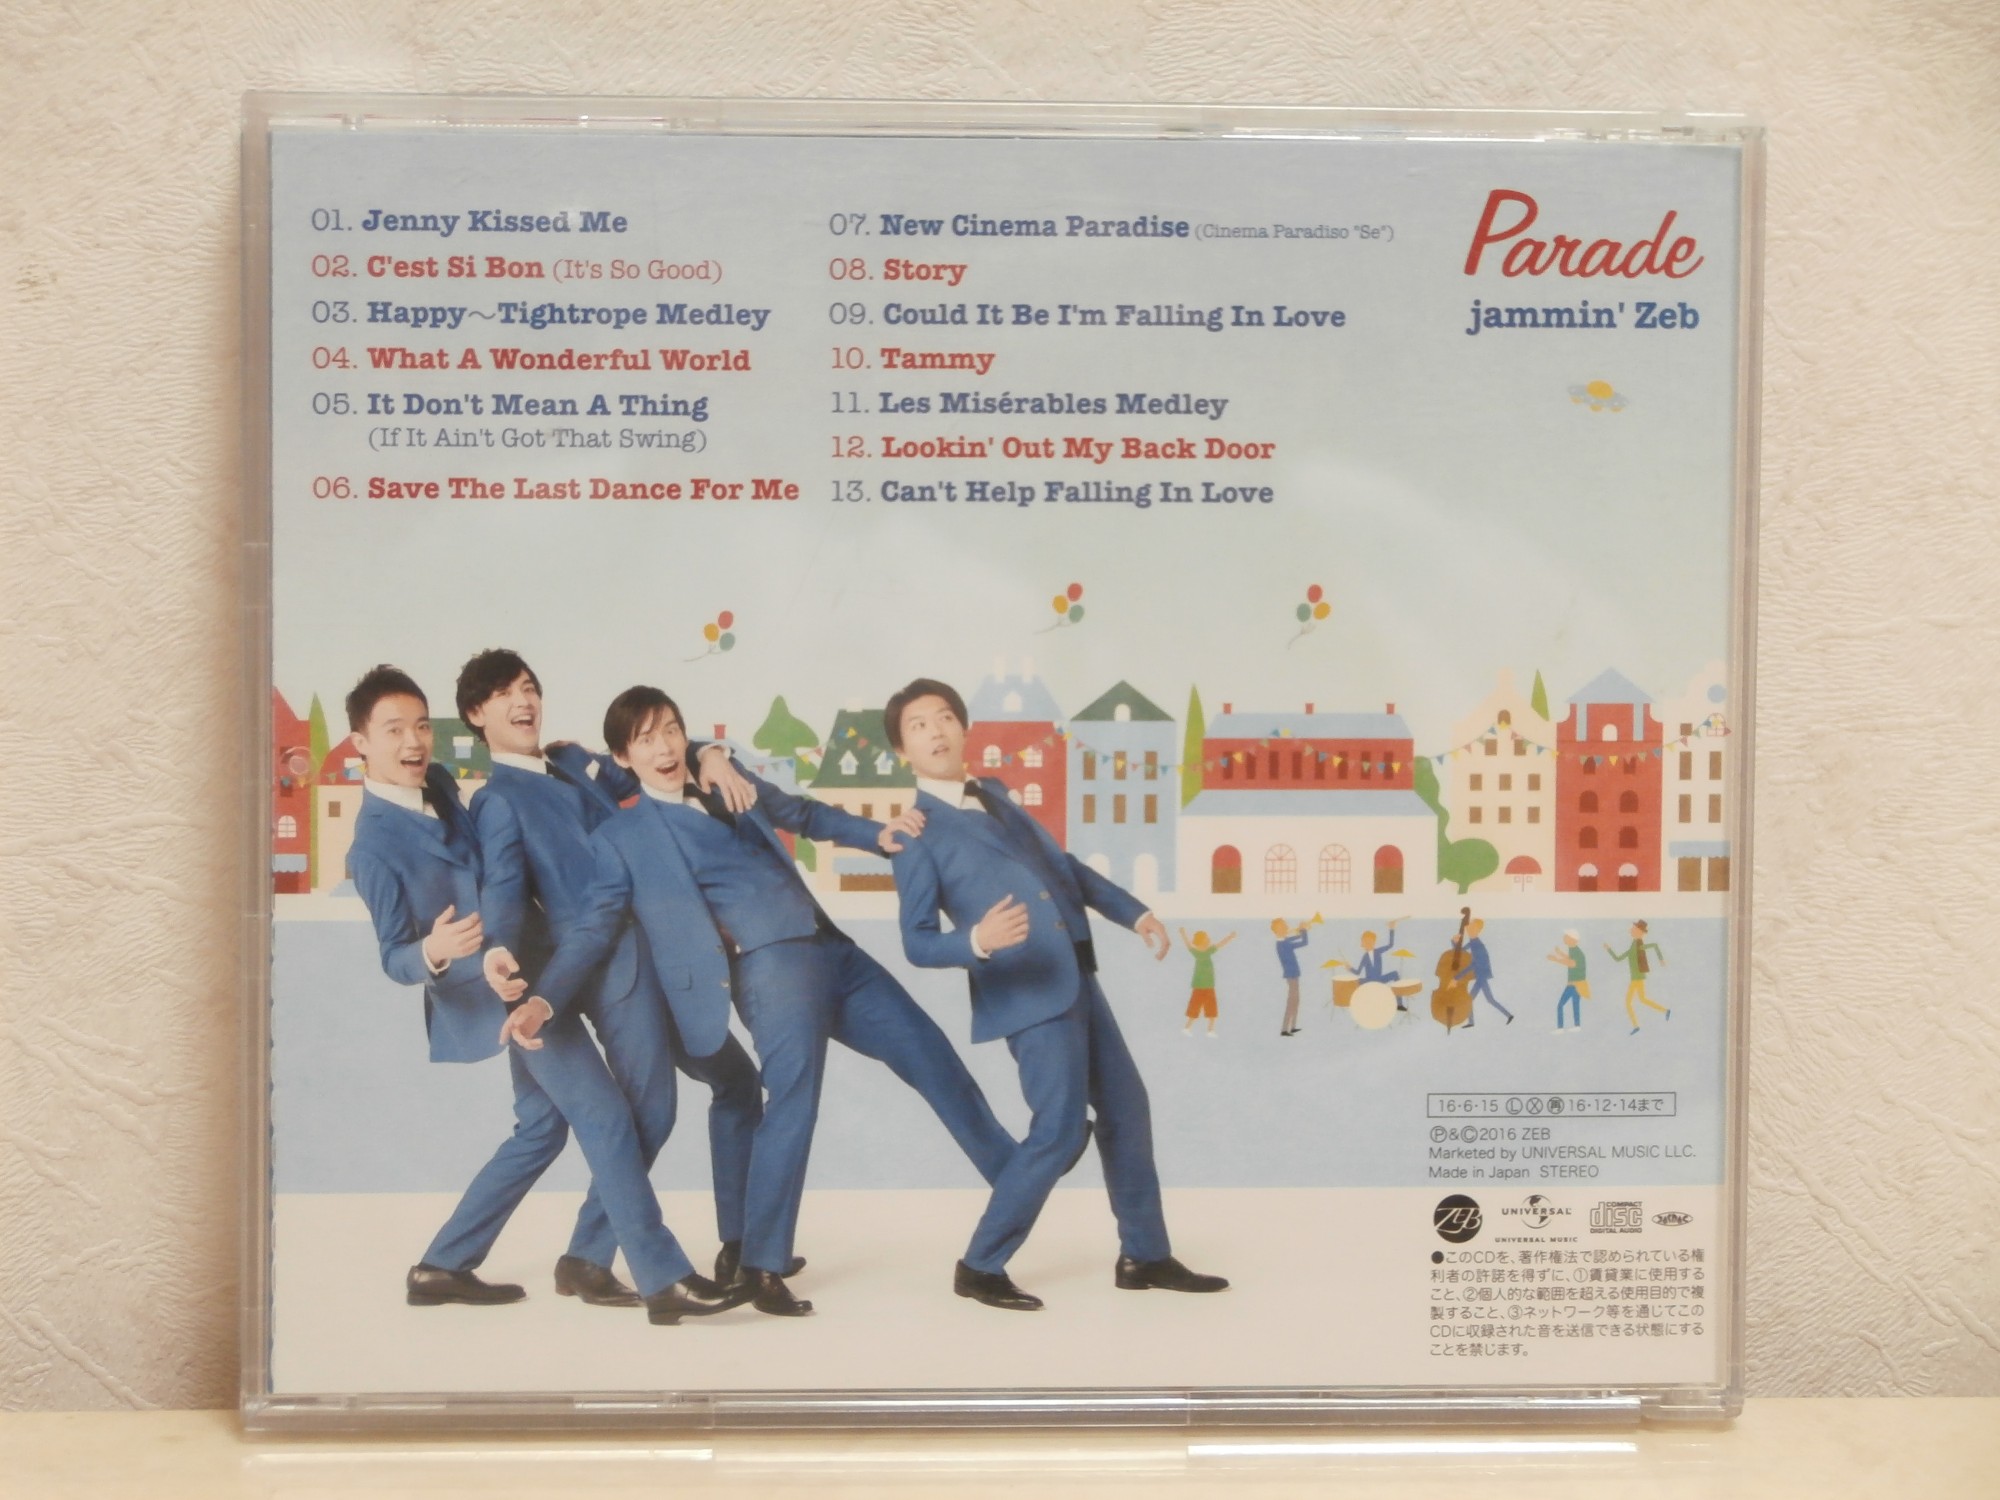 01. Jenny Kissed Me
02. C'est Si Bon (It's So Good)
03. Happy～Tightrope Medley
04. What A Wonderful World
05. It Don't Mean A Thing
(If It Ain't Got That Swing)
06. Save The Last Dance For Me
07. New Cinema Paradise (Cinema Paradiso "Se")
08. Story
09. Could It Be I'm Falling In Love
10. Tammy
11. Les Misérables Medley
12. Lookin' Out My Back Door
13. Can't Help Falling In Love
Parade
jammin' Zeb
16・6・15 Ⓛ Ⓧ ㊢ 16・12・14まで
Ⓟ&Ⓒ2016 ZEB
Marketed by UNIVERSAL MUSIC LLC.
Made in Japan STEREO
ZEB
UNIVERSAL
UNIVERSAL MUSIC
COMPACT
disc
DIGITAL AUDIO
●このCDを、著作権法で認められている権
利者の許諾を得ずに、①賃貸業に使用する
こと、②個人的な範囲を超える使用目的で複
製すること、③ネットワーク等を通じてこの
CDに収録された音を送信できる状態にする
ことを禁じます。